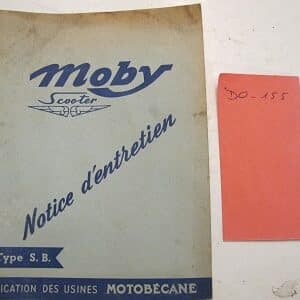 moby
Scooter
Notice d'entretien
Type S.B.
ICATION DES USINES MOTOBÉCANE
DO-155